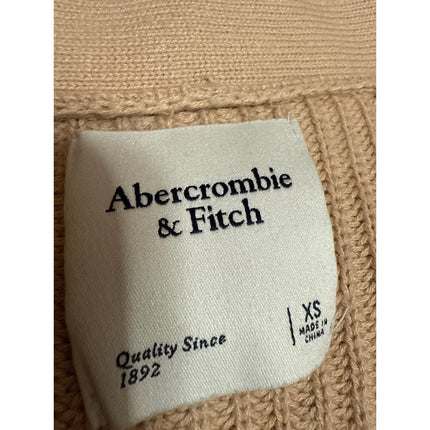 Abercrombie
& Fitch
Quality Since
1892
XS
MADE IN
CHINA